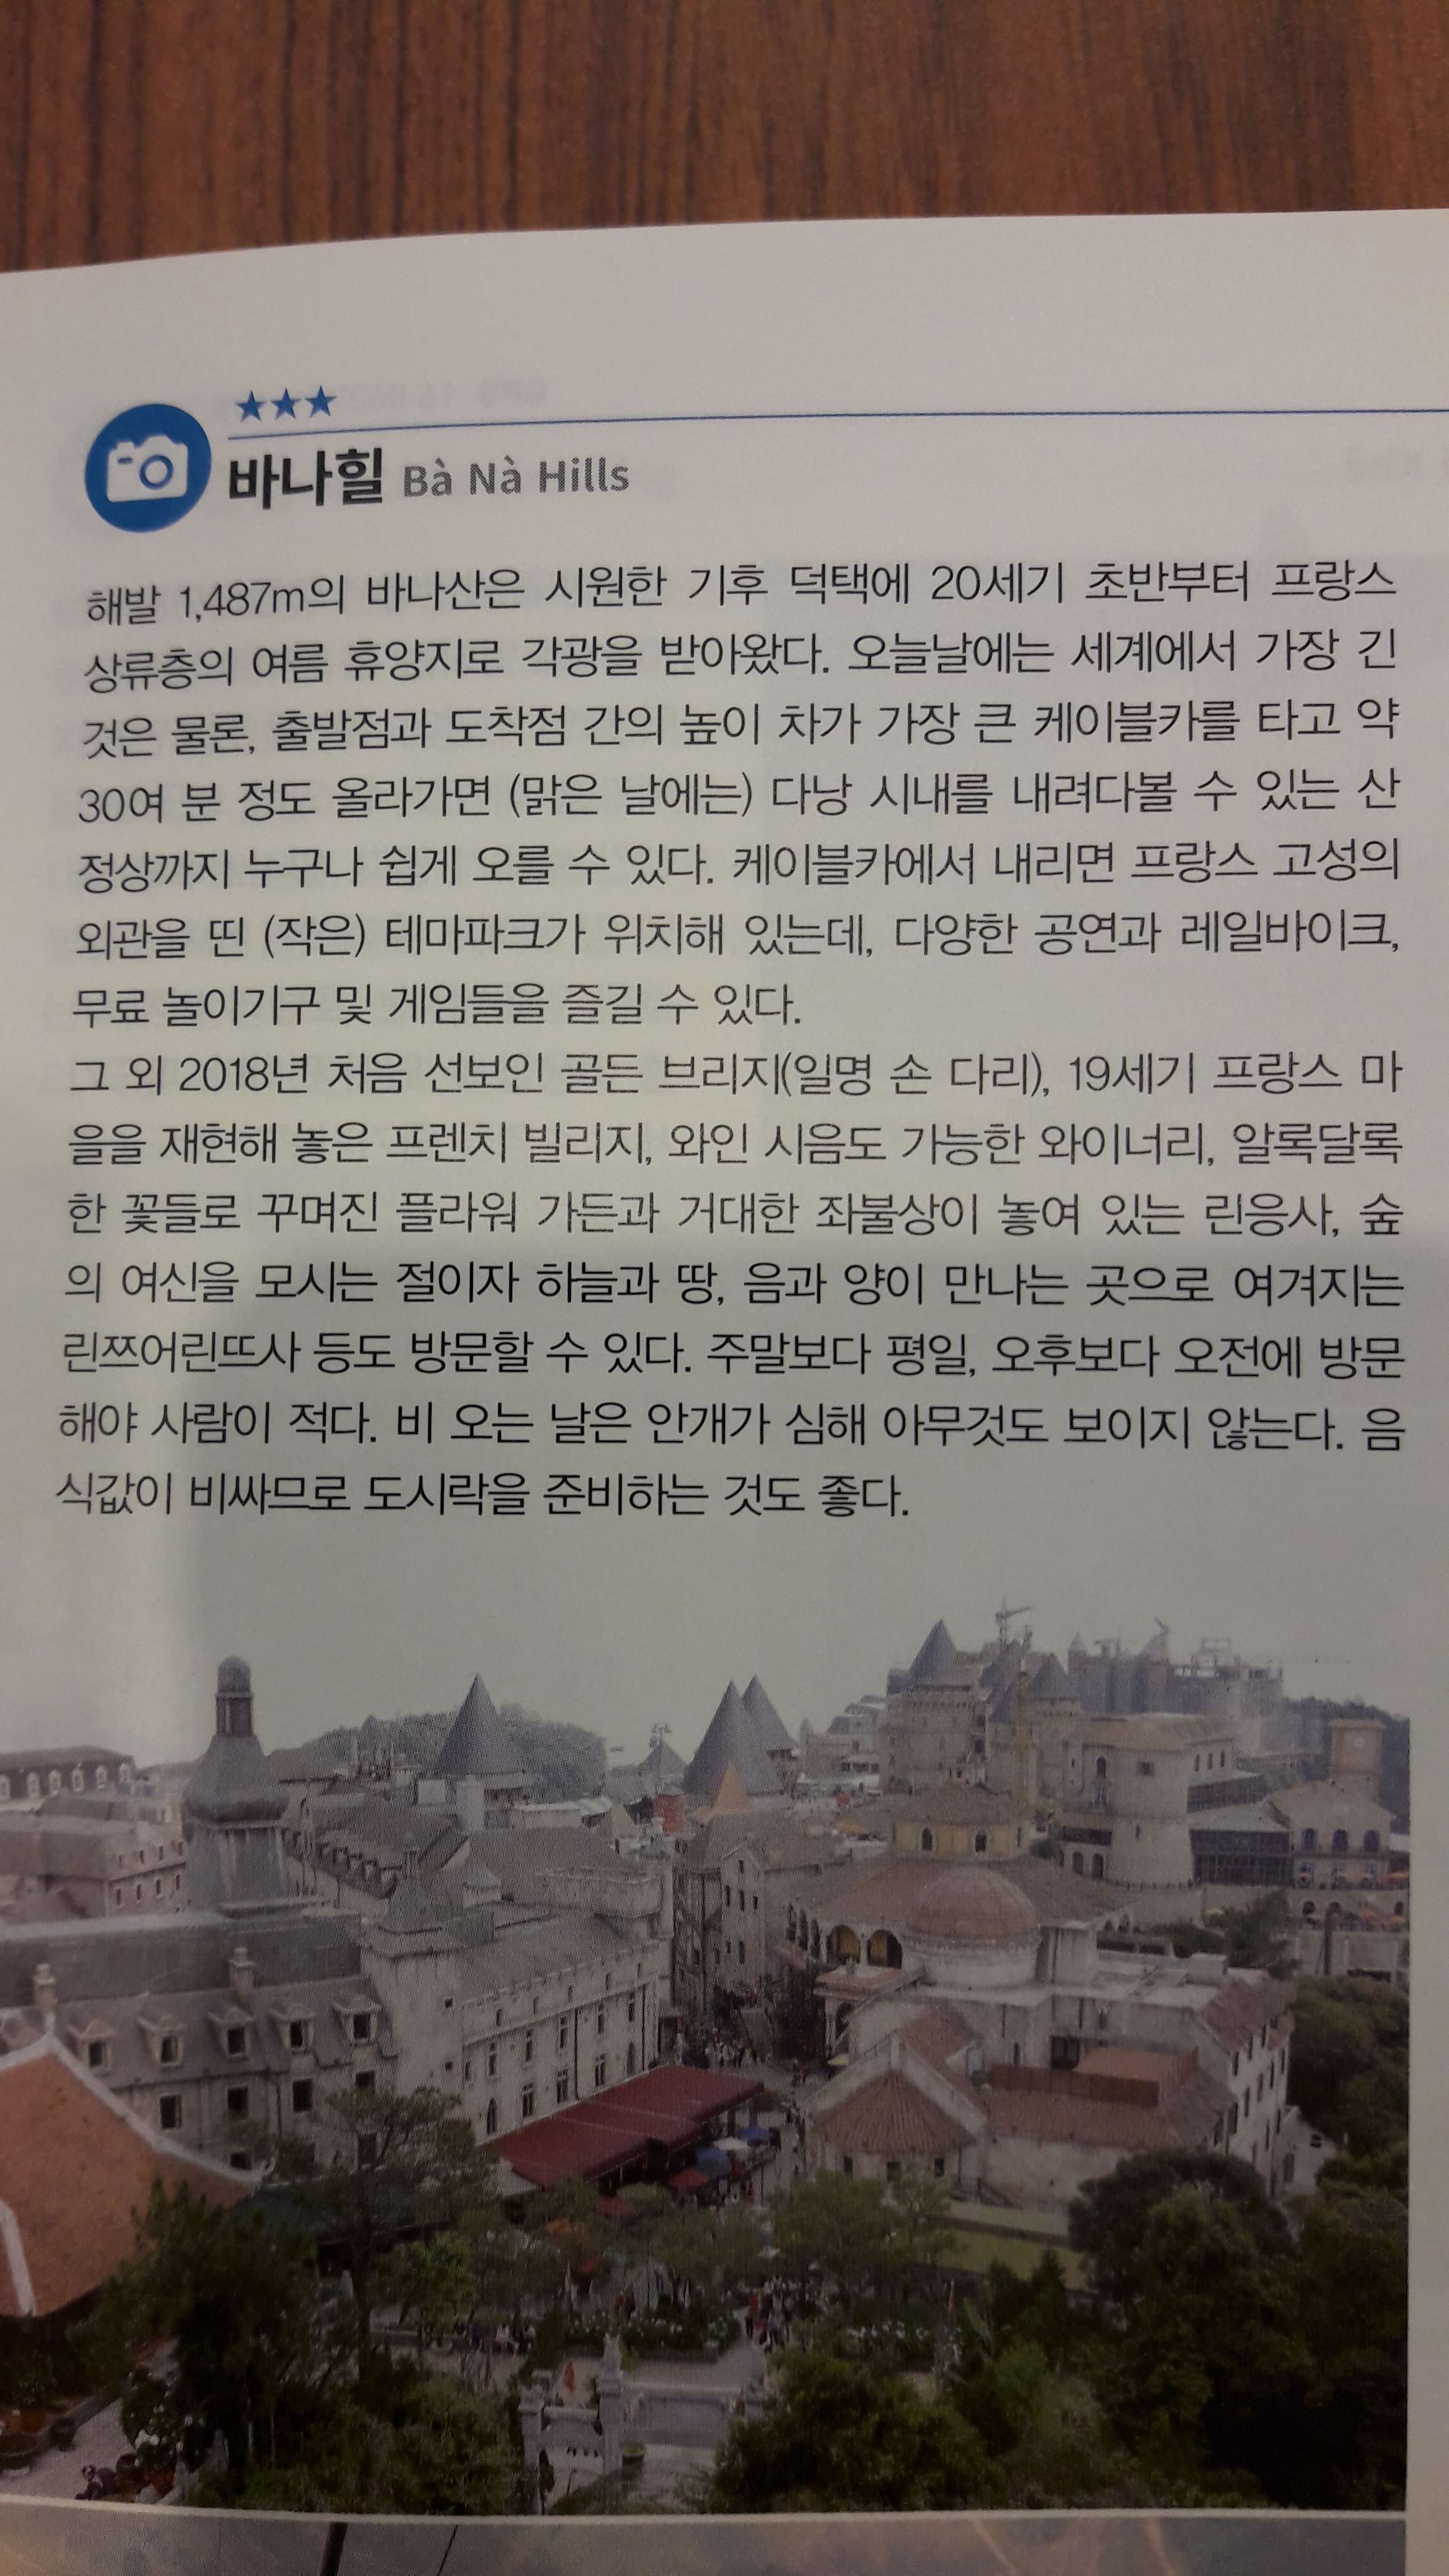 ★★★
바나힐 Bà Nà Hills
해발 1,487m의 바나산은 시원한 기후 덕택에 20세기 초반부터 프랑스
상류층의 여름 휴양지로 각광을 받아왔다. 오늘날에는 세계에서 가장 긴
것은 물론, 출발점과 도착점 간의 높이 차가 가장 큰 케이블카를 타고 약
30여 분 정도 올라가면 (맑은 날에는) 다낭 시내를 내려다볼 수 있는 산
정상까지 누구나 쉽게 오를 수 있다. 케이블카에서 내리면 프랑스 고성의
외관을 띤 (작은) 테마파크가 위치해 있는데, 다양한 공연과 레일바이크,
무료 놀이기구 및 게임들을 즐길 수 있다.
그 외 2018년 처음 선보인 골든 브리지(일명 손 다리), 19세기 프랑스 마
을을 재현해 놓은 프렌치 빌리지, 와인 시음도 가능한 와이너리, 알록달록
한 꽃들로 꾸며진 플라워 가든과 거대한 좌불상이 놓여 있는 린응사, 숲
의 여신을 모시는 절이자 하늘과 땅, 음과 양이 만나는 곳으로 여겨지는
린쯔어린뜨사 등도 방문할 수 있다. 주말보다 평일, 오후보다 오전에 방문
해야 사람이 적다. 비 오는 날은 안개가 심해 아무것도 보이지 않는다. 음
식값이 비싸므로 도시락을 준비하는 것도 좋다.